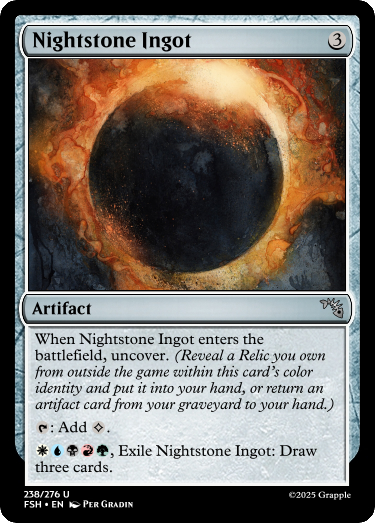 Nightstone Ingot 3
Artifact
When Nightstone Ingot enters the
battlefield, uncover. (Reveal a Relic you own
from outside the game within this card's color
identity and put it into your hand, or return an
artifact card from your graveyard to your hand.)
: Add .
, Exile Nightstone Ingot: Draw
three cards.
238/276 U
FSH • EN Per Gradin
©2025 Grapple